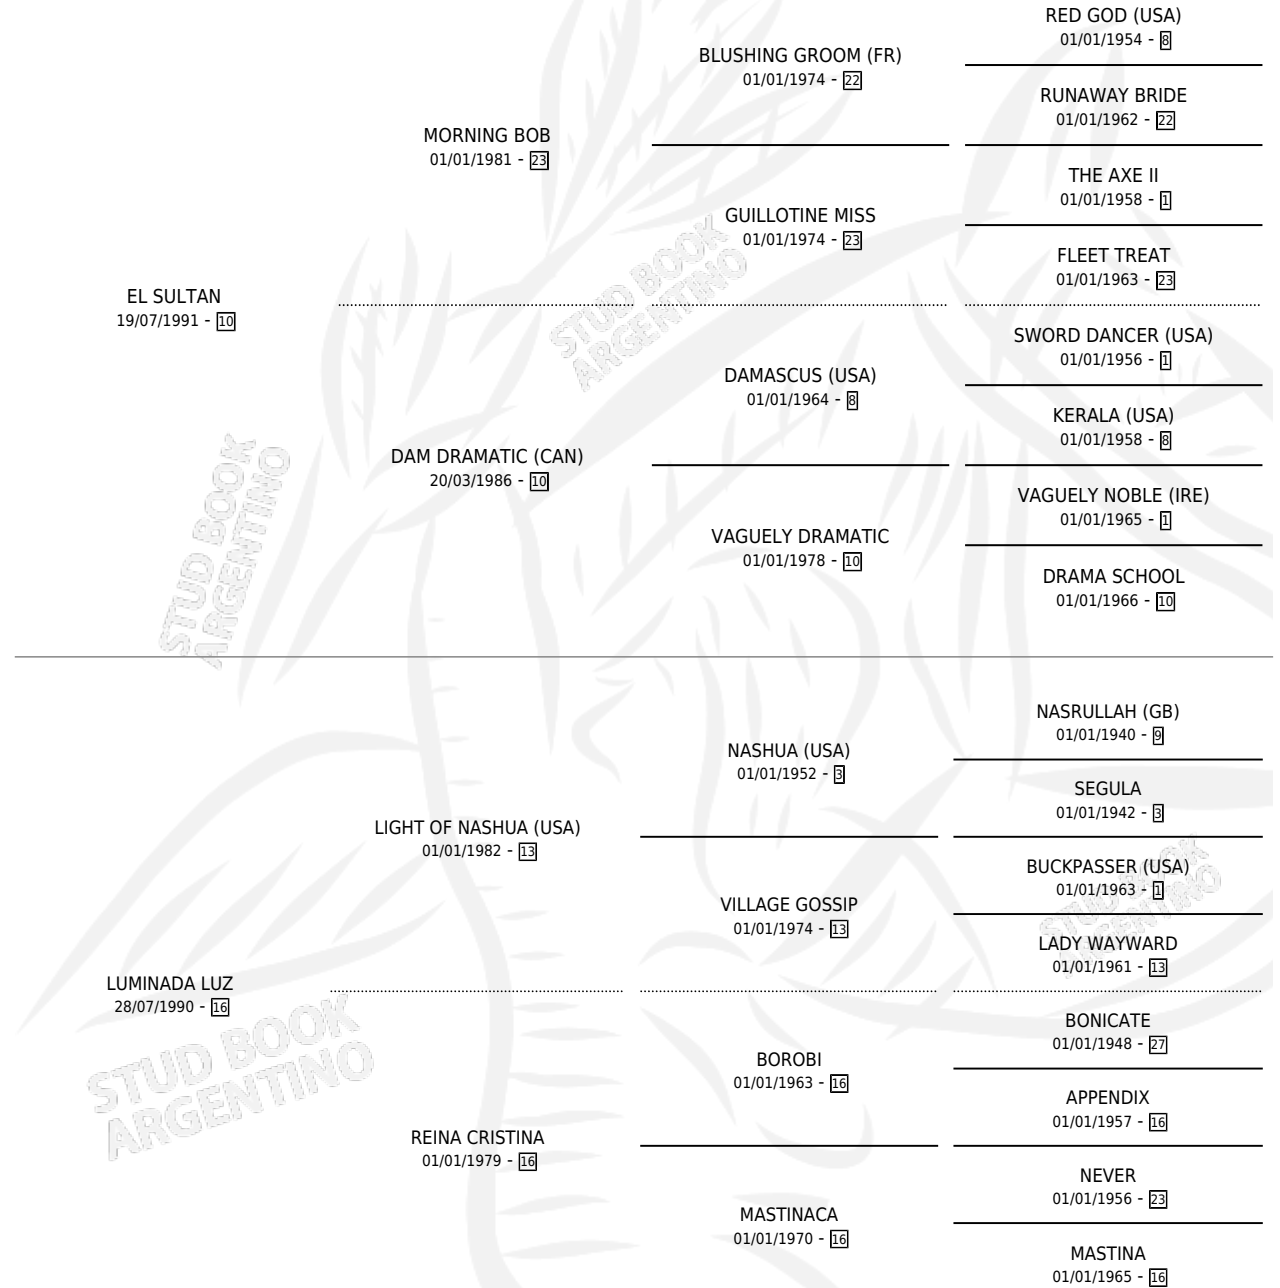 RED GOD (USA)
01/01/1954 - 8
BLUSHING GROOM (FR)
01/01/1974 - 22
RUNAWAY BRIDE
01/01/1962 - 22
MORNING BOB
01/01/1981 - 23
THE AXE II
01/01/1958 - 1
GUILLOTINE MISS
01/01/1974 - 23
FLEET TREAT
01/01/1963 - 23
EL SULTAN
19/07/1991 - 10
STUD BOOK
ARGENTINO
SWORD DANCER (USA)
01/01/1956 - 1
DAMASCUS (USA)
01/01/1964 - 8
KERALA (USA)
01/01/1958 - 8
DAM DRAMATIC (CAN)
20/03/1986 - 10
VAGUELY NOBLE (IRE)
01/01/1965 - 1
VAGUELY DRAMATIC
01/01/1978 - 10
DRAMA SCHOOL
01/01/1966 - 10
STUD BOOK
ARGENTINO
NASRULLAH (GB)
01/01/1940 - 9
NASHUA (USA)
01/01/1952 - 3
SEGULA
01/01/1942 - 3
LIGHT OF NASHUA (USA)
01/01/1982 - 13
BUCKPASSER (USA)
01/01/1963 - 1
VILLAGE GOSSIP
01/01/1974 - 13
LADY WAYWARD
01/01/1961 - 13
STUD BOOK
ARGENTINO
LUMINADA LUZ
28/07/1990 - 16
BONICATE
01/01/1948 - 27
BOROBI
01/01/1963 - 16
APPENDIX
01/01/1957 - 16
STUD BOOK
ARGENTINO
REINA CRISTINA
01/01/1979 - 16
NEVER
01/01/1956 - 23
MASTINACA
01/01/1970 - 16
MASTINA
01/01/1965 - 16